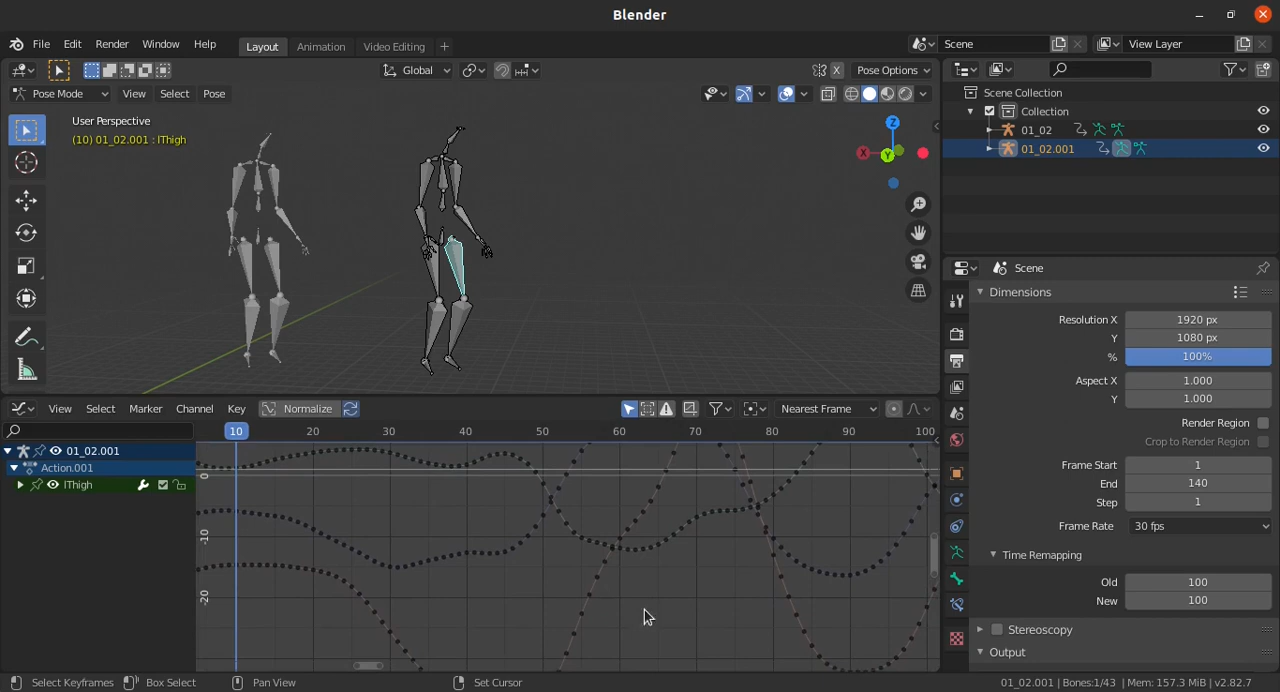 Blender
File Edit Render Window Help Layout Animation Video Editing + Scene View Layer
Global Pose Options
Pose Mode View Select Pose
User Perspective
(10) 01_02.001 : lThigh
Z
X
Y
Scene Collection
Collection
01_02
01_02.001
Scene
Dimensions
Resolution X 1920 px
Y 1080 px
% 100%
Aspect X 1.000
Y 1.000
Render Region
Crop to Render Region
Frame Start 1
End 140
Step 1
Frame Rate 30 fps
Time Remapping
Old 100
New 100
Stereoscopy
Output
View Select Marker Channel Key Normalize Nearest Frame
10 20 30 40 50 60 70 80 90 100
01_02.001
Action.001
lThigh
0
-10
-20
Select Keyframes Box Select Pan View Set Cursor 01_02.001 | Bones:1/43 | Mem: 157.3 MiB | v2.82.7